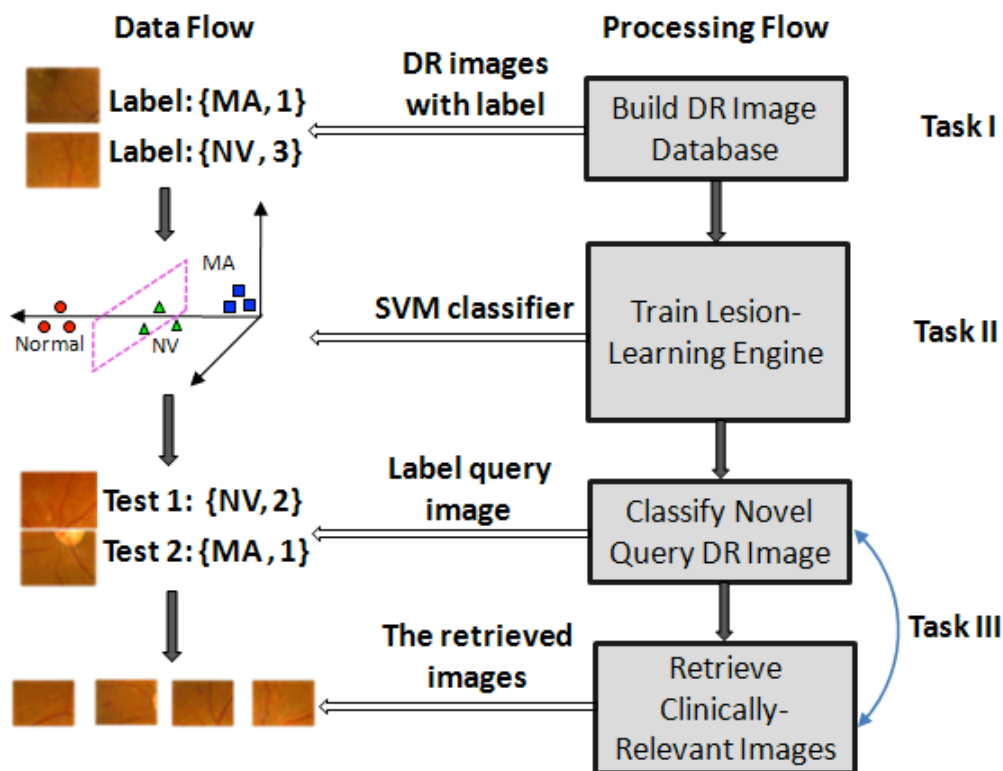 Data Flow
Processing Flow
DR images
with label
Label: {MA, 1}
Label: {NV, 3}
Build DR Image
Database
Task I
MA
Normal
NV
SVM classifier
Train Lesion-
Learning Engine
Task II
Label query
image
Test 1: {NV, 2}
Test 2: {MA, 1}
Classify Novel
Query DR Image
Task III
The retrieved
images
Retrieve
Clinically-
Relevant Images